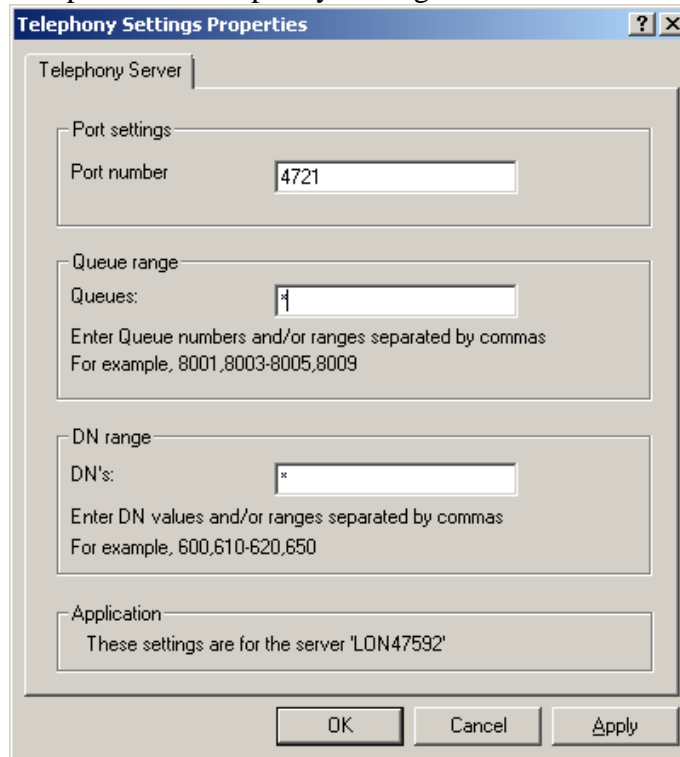 Telephony Settings Properties
? ×
Telephony Server
Port settings
Port number 4721
Queue range
Queues: *
Enter Queue numbers and/or ranges separated by commas
For example, 8001,8003-8005,8009
DN range
DN's: *
Enter DN values and/or ranges separated by commas
For example, 600,610-620,650
Application
These settings are for the server 'LON47592'
OK Cancel Apply